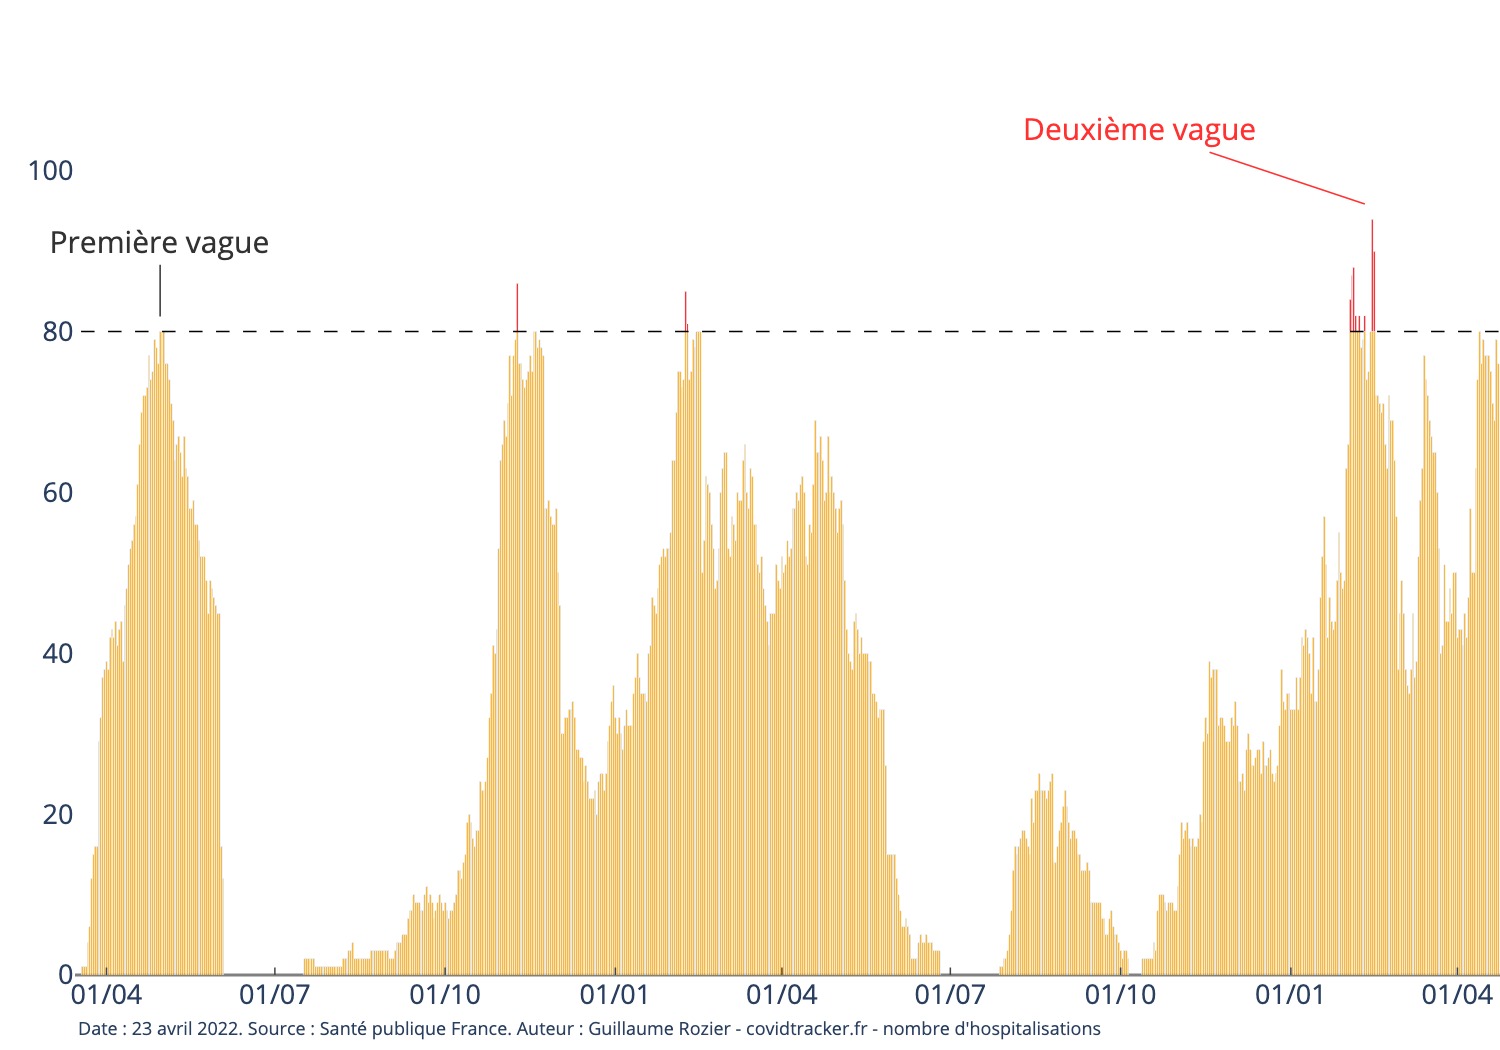 Deuxième vague
100
Première vague
80
60
40
20
0
01/04 01/07 01/10 01/01 01/04 01/07 01/10 01/01 01/04
Date : 23 avril 2022. Source : Santé publique France. Auteur : Guillaume Rozier - covidtracker.fr - nombre d'hospitalisations